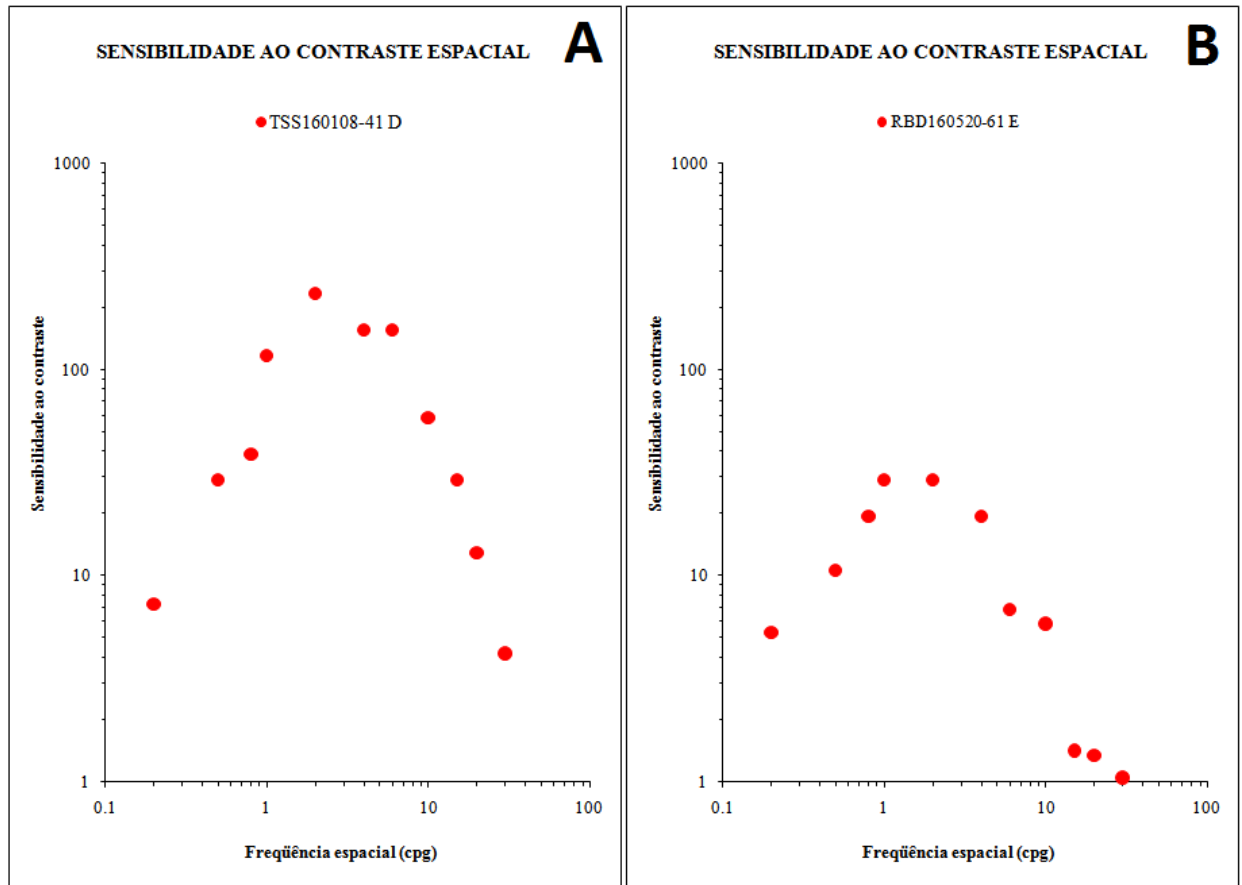 SENSIBILIDADE AO CONTRASTE ESPACIAL
A
TSS160108-41 D
1000
100
10
1
0.1
1
10
100
Sensibilidade ao contraste
Freqüência espacial (cpg)
SENSIBILIDADE AO CONTRASTE ESPACIAL
B
RBD160520-61 E
1000
100
10
1
0.1
1
10
100
Sensibilidade ao contraste
Freqüência espacial (cpg)